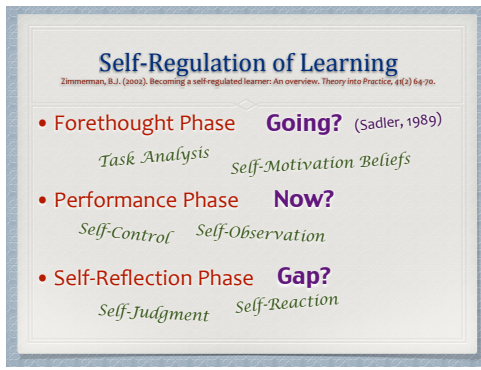 Self-Regulation of Learning
Zimmerman, B.J. (2002). Becoming a self-regulated learner: An overview. Theory into Practice, 41(2) 64-70.
• Forethought Phase Going? (Sadler, 1989)
Task Analysis Self-Motivation Beliefs
• Performance Phase Now?
Self-Control Self-Observation
• Self-Reflection Phase Gap?
Self-Judgment Self-Reaction